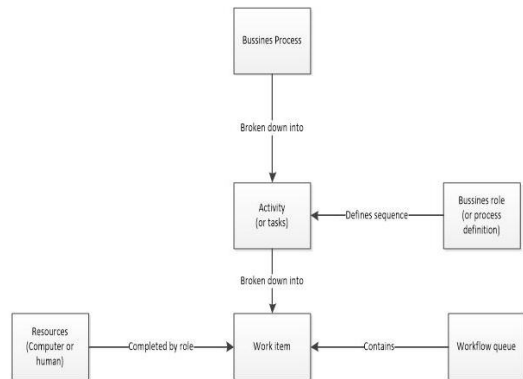 Bussines Process
Broken down into
Activity
(or tasks)
Defines sequence
Bussines role
(or process
definition)
Broken down into
Resources
(Computer or
human)
Completed by role
Work item
Contains
Workflow queue